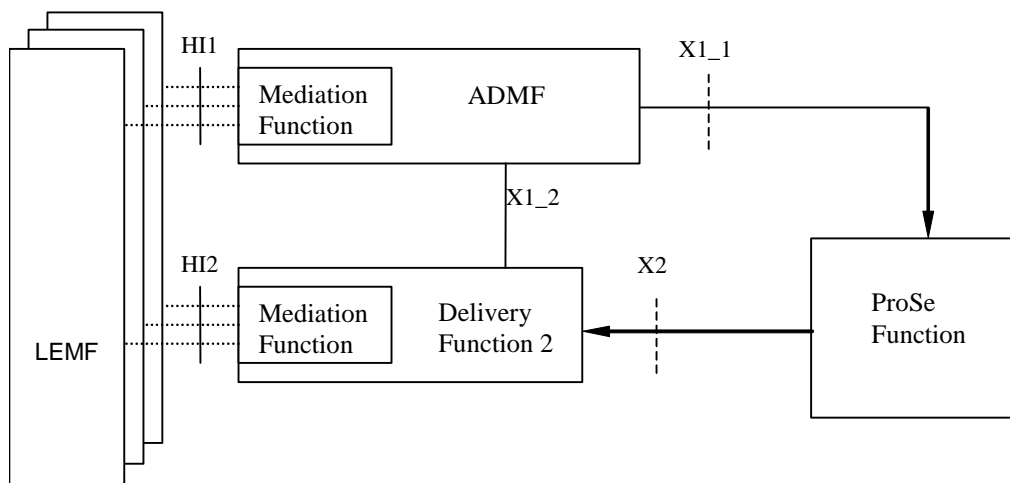 HI1
Mediation
Function
ADMF
X1_1
X1_2
HI2
Mediation
Function
Delivery
Function 2
X2
ProSe
Function
LEMF